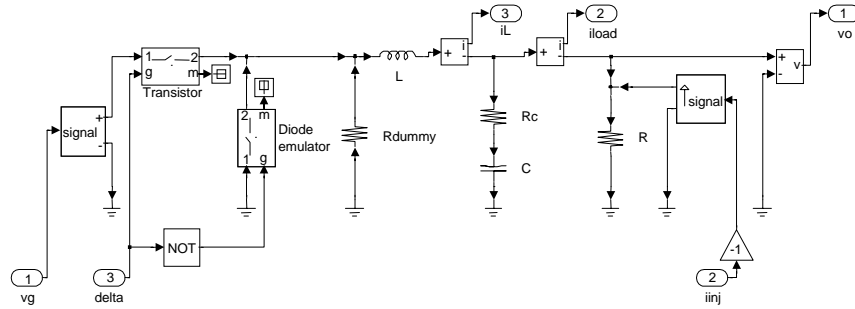 3
iL
2
iload
1
vo
1
2
g
m
Transistor
i
+
-
i
+
-
+
-
v
L
signal
+
-
2
m
1
g
Diode
emulator
Rdummy
Rc
C
R
signal
NOT
-1
1
vg
3
delta
2
iinj